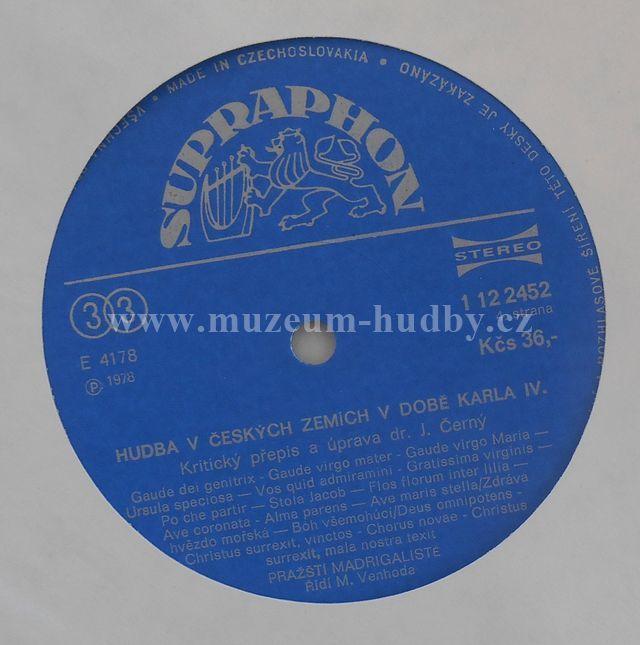 VŠECHNA
• MADE IN CZECHOSLOVAKIA •
ROZHLASOVÉ ŠÍŘENÍ TÉTO DESKY JE ZAKÁZÁNO
SUPRAPHON
STEREO
33
1 12 2452
4. strana
www.muzeum-hudby.cz
E 4178
Kčs 36,-
Ⓟ 1978
HUDBA V ČESKÝCH ZEMÍCH V DOBĚ KARLA IV.
Kritický přepis a úprava dr. J. Černý
Gaude dei genitrix - Gaude virgo mater - Gaude virgo Maria —
Ursula speciosa — Vos quid admiramini - Gratissima virginis —
Po che partir — Stola Jacob — Flos florum inter lilia —
Ave coronata - Alma parens — Ave maris stella/Zdráva
hvězdo mořská — Bóh všemohúcí/Deus omnipotens -
Christus surrexit, vinctos - Chorus novae - Christus
surrexit, mala nostra texit
PRAŽŠTÍ MADRIGALISTÉ
Řídí M. Venhoda